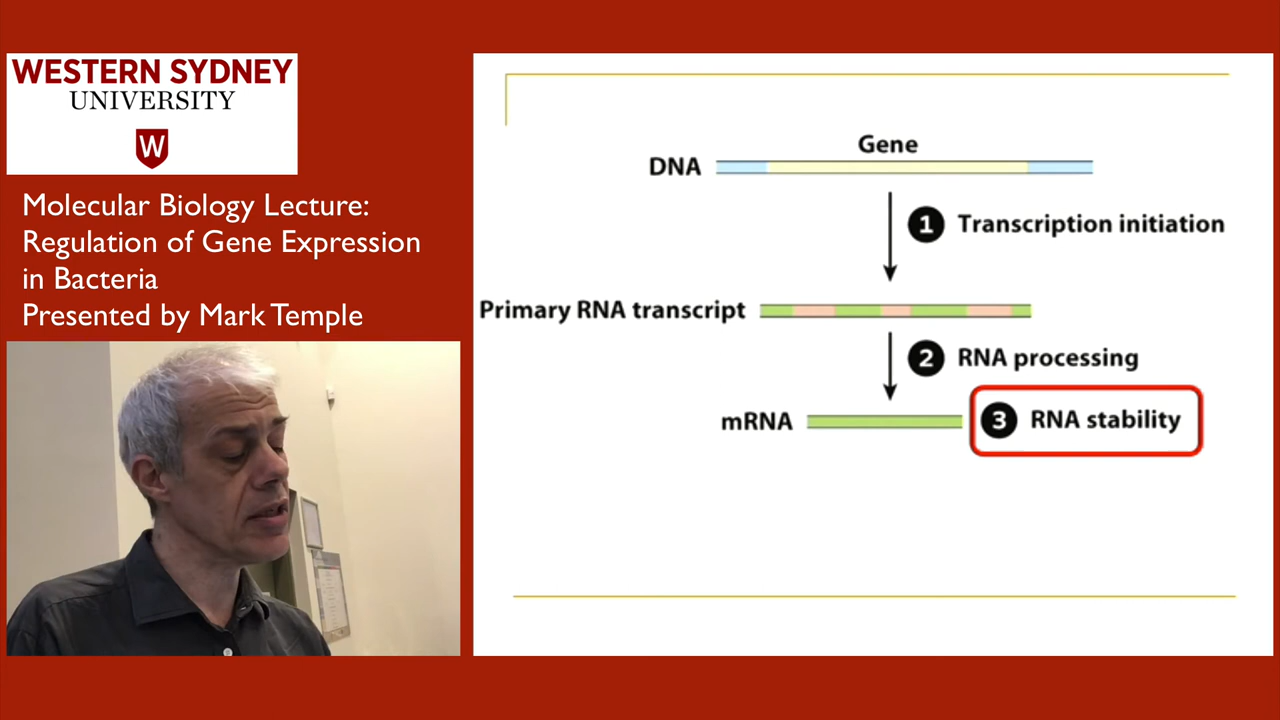 WESTERN SYDNEY
UNIVERSITY
W
Molecular Biology Lecture:
Regulation of Gene Expression
in Bacteria
Presented by Mark Temple
Gene
DNA
1 Transcription initiation
Primary RNA transcript
2 RNA processing
mRNA
3 RNA stability